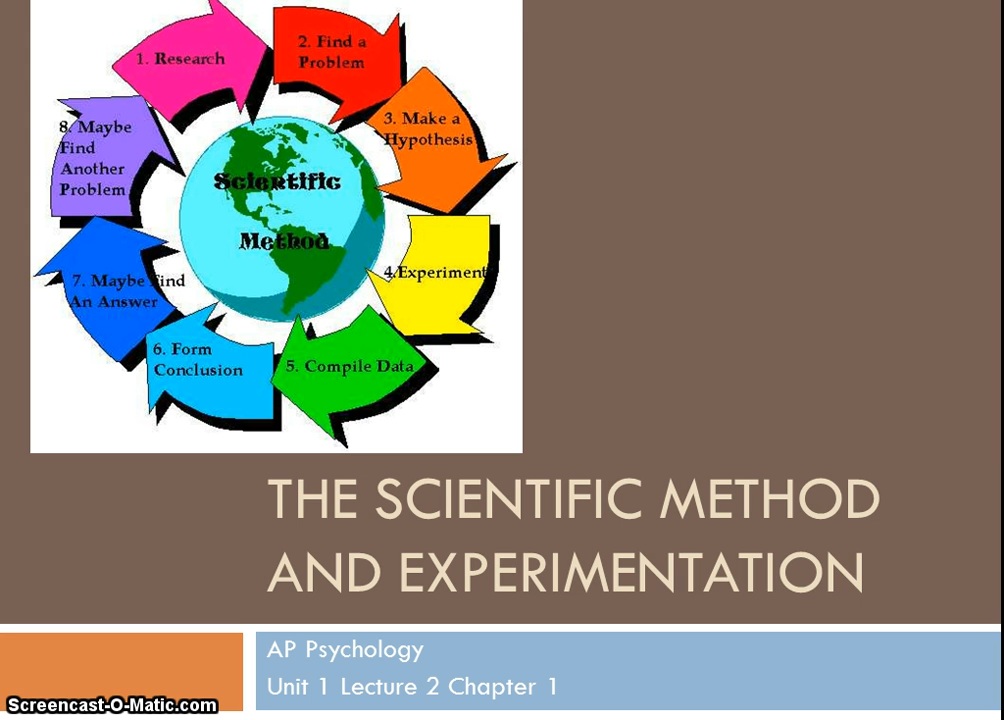 1. Research
2. Find a
Problem
3. Make a
Hypothesis
4.Experiment
5. Compile Data
6. Form
Conclusion
7. Maybe find
An Answer
8. Maybe
Find
Another
Problem
Scientific
Method
THE SCIENTIFIC METHOD
AND EXPERIMENTATION
AP Psychology
Unit 1 Lecture 2 Chapter 1
Screencast-O-Matic.com